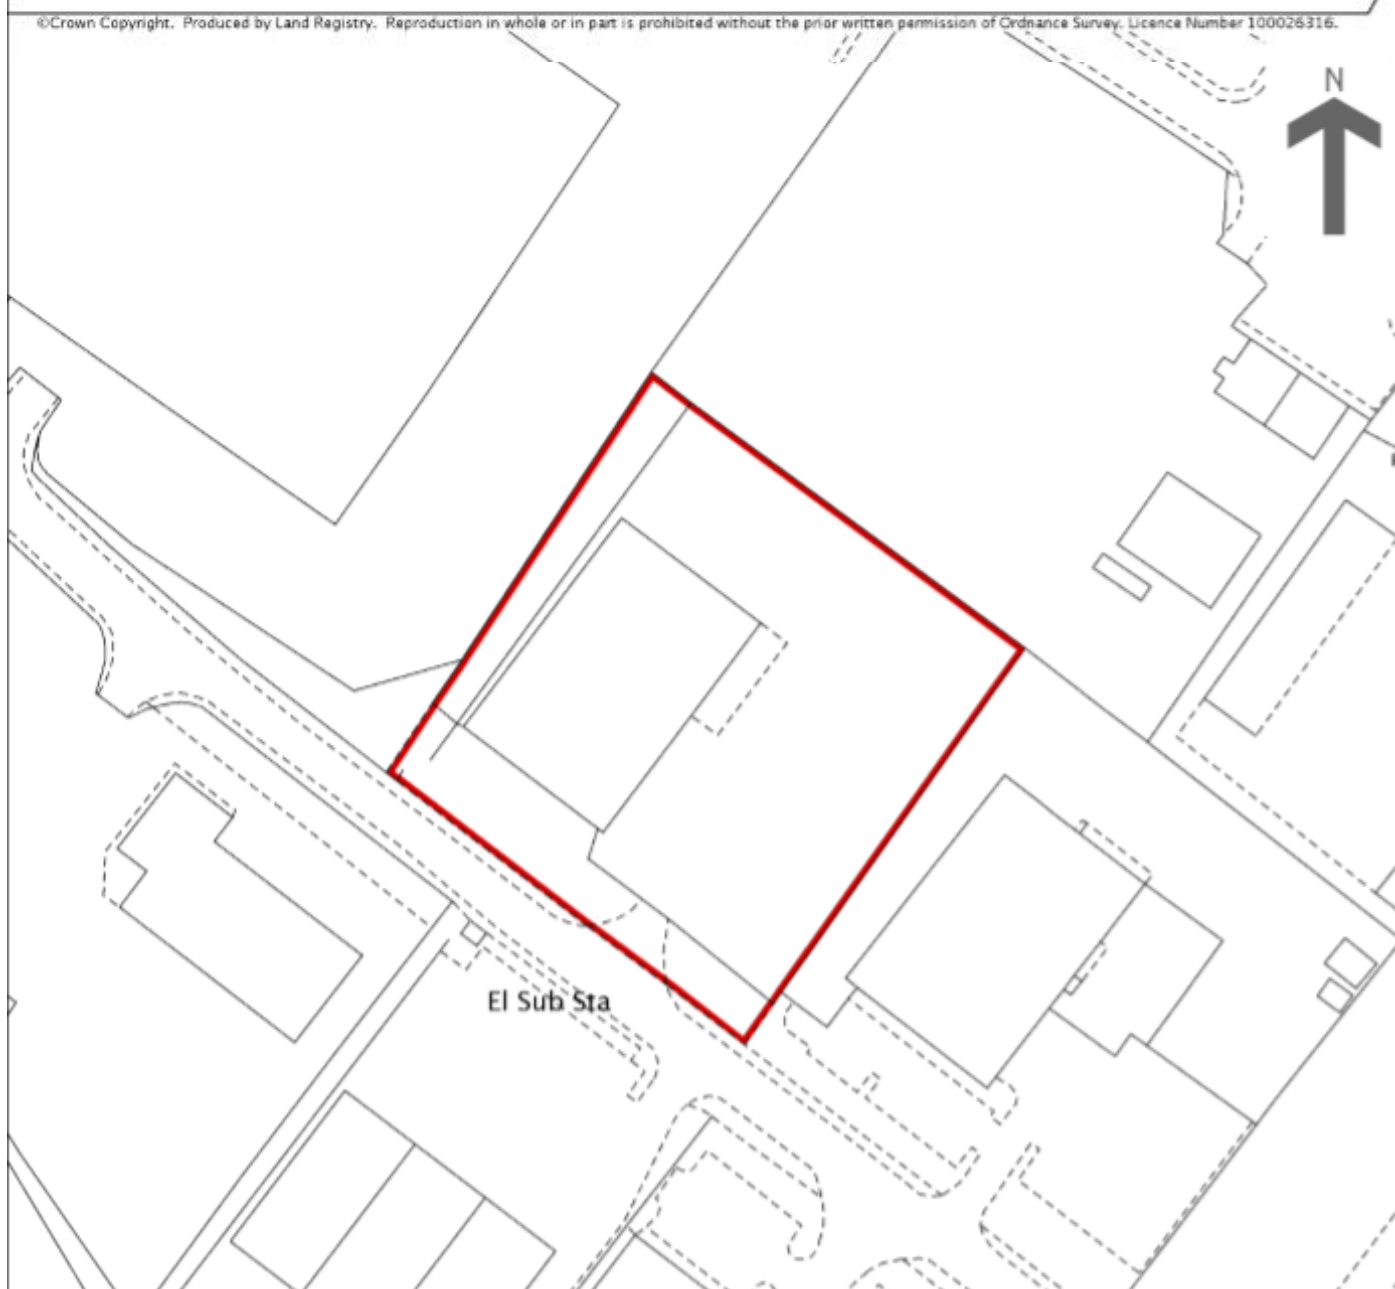 ©Crown Copyright. Produced by Land Registry. Reproduction in whole or in part is prohibited without the prior written permission of Ordnance Survey. Licence Number 100026316.
N
El Sub Sta